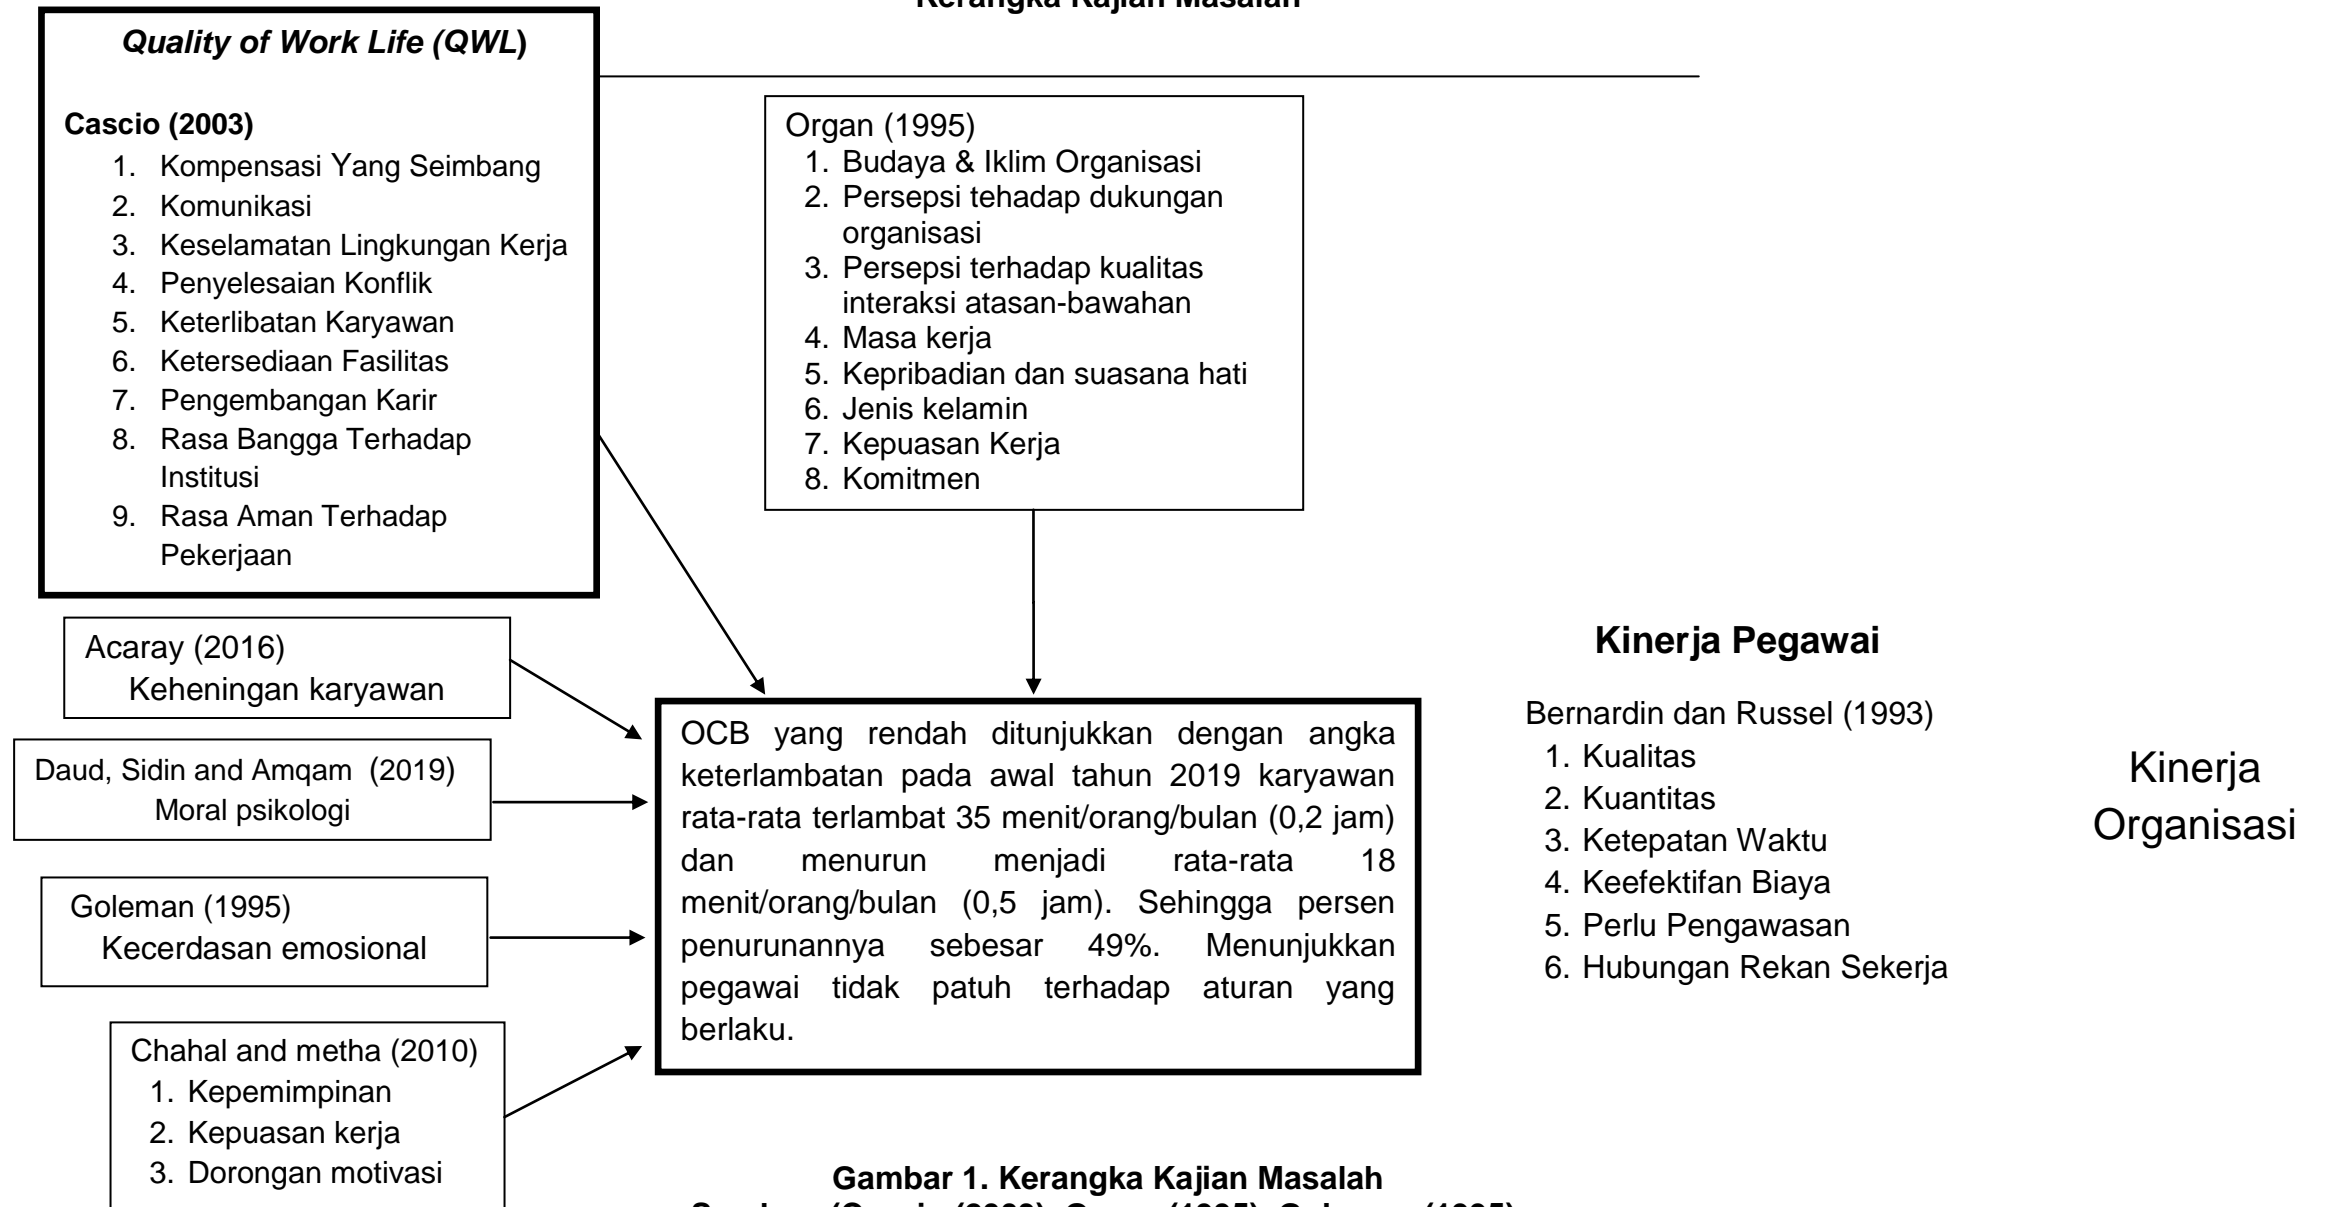 Kerangka Kajian Masalah
Quality of Work Life (QWL)
Cascio (2003)
1. Kompensasi Yang Seimbang
2. Komunikasi
3. Keselamatan Lingkungan Kerja
4. Penyelesaian Konflik
5. Keterlibatan Karyawan
6. Ketersediaan Fasilitas
7. Pengembangan Karir
8. Rasa Bangga Terhadap
Institusi
9. Rasa Aman Terhadap
Pekerjaan
Organ (1995)
1. Budaya & Iklim Organisasi
2. Persepsi tehadap dukungan
organisasi
3. Persepsi terhadap kualitas
interaksi atasan-bawahan
4. Masa kerja
5. Kepribadian dan suasana hati
6. Jenis kelamin
7. Kepuasan Kerja
8. Komitmen
Acaray (2016)
Keheningan karyawan
Daud, Sidin and Amqam (2019)
Moral psikologi
Goleman (1995)
Kecerdasan emosional
Chahal and metha (2010)
1. Kepemimpinan
2. Kepuasan kerja
3. Dorongan motivasi
OCB yang rendah ditunjukkan dengan angka
keterlambatan pada awal tahun 2019 karyawan
rata-rata terlambat 35 menit/orang/bulan (0,2 jam)
dan menurun menjadi rata-rata 18
menit/orang/bulan (0,5 jam). Sehingga persen
penurunannya sebesar 49%. Menunjukkan
pegawai tidak patuh terhadap aturan yang
berlaku.
Kinerja Pegawai
Bernardin dan Russel (1993)
1. Kualitas
2. Kuantitas
3. Ketepatan Waktu
4. Keefektifan Biaya
5. Perlu Pengawasan
6. Hubungan Rekan Sekerja
Kinerja
Organisasi
Gambar 1. Kerangka Kajian Masalah